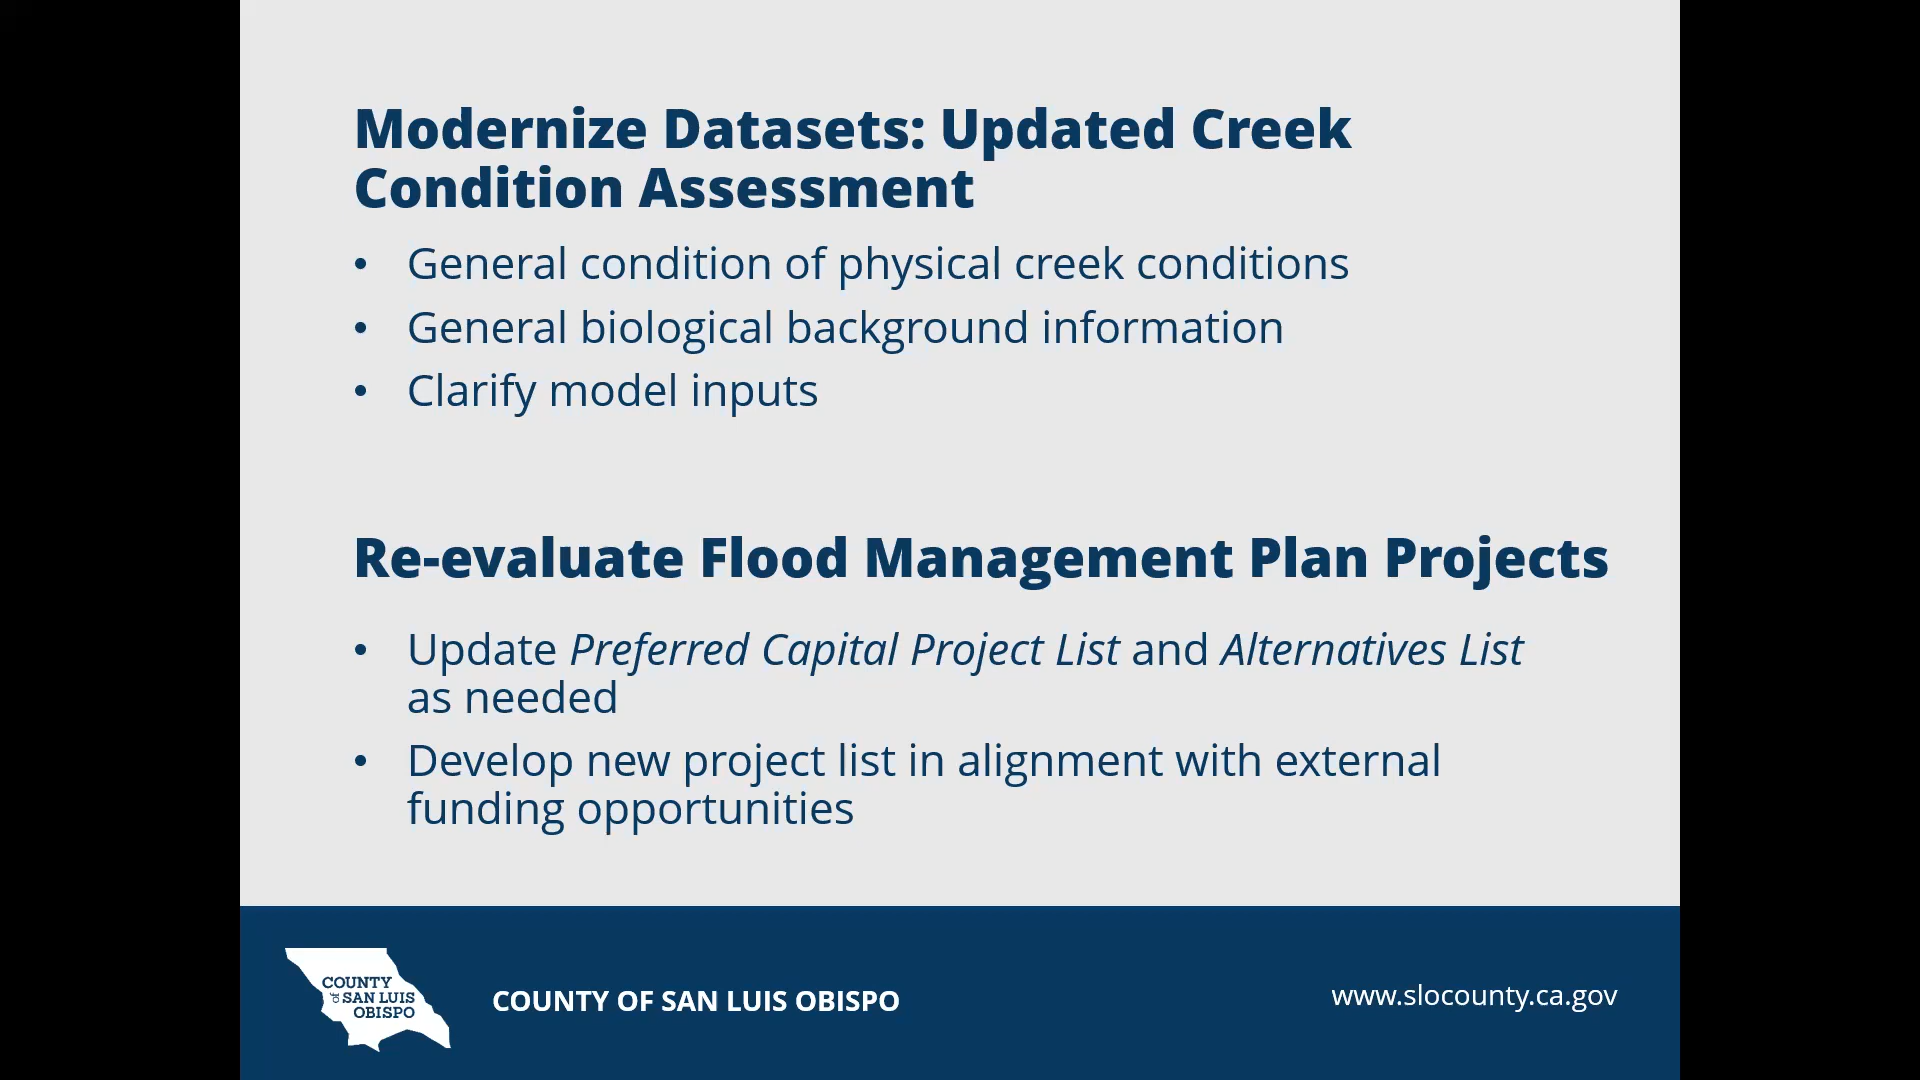 Modernize Datasets: Updated Creek
Condition Assessment
• General condition of physical creek conditions
• General biological background information
• Clarify model inputs
Re-evaluate Flood Management Plan Projects
• Update Preferred Capital Project List and Alternatives List
as needed
• Develop new project list in alignment with external
funding opportunities
COUNTY
OF SAN LUIS
OBISPO
COUNTY OF SAN LUIS OBISPO
www.slocounty.ca.gov